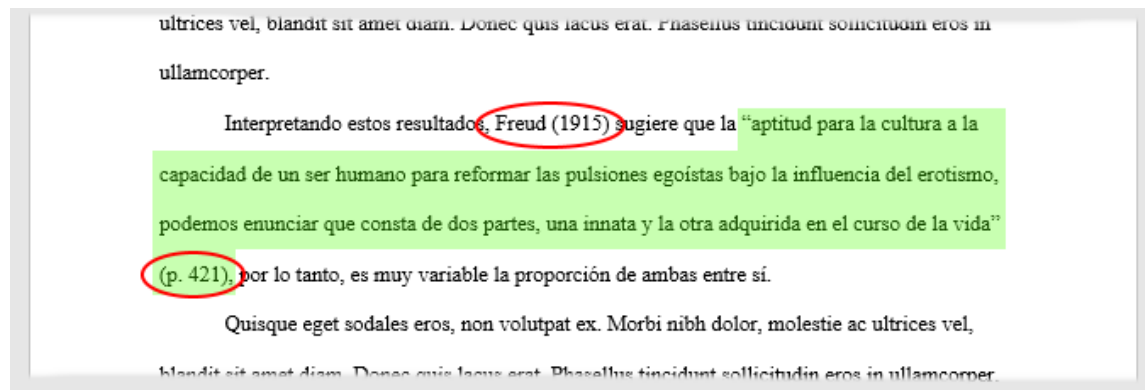 ultrices vel, blandit sit amet diam. Donec quis lacus erat. Phasellus tincidunt sollicitudin eros in
ullamcorper.
Interpretando estos resultados, Freud (1915) sugiere que la “aptitud para la cultura a la
capacidad de un ser humano para reformar las pulsiones egoístas bajo la influencia del erotismo,
podemos enunciar que consta de dos partes, una innata y la otra adquirida en el curso de la vida”
(p. 421), por lo tanto, es muy variable la proporción de ambas entre sí.
Quisque eget sodales eros, non volutpat ex. Morbi nibh dolor, molestie ac ultrices vel,
blandit sit amet diam. Donec quis lacus erat. Phasellus tincidunt sollicitudin eros in ullamcorper.